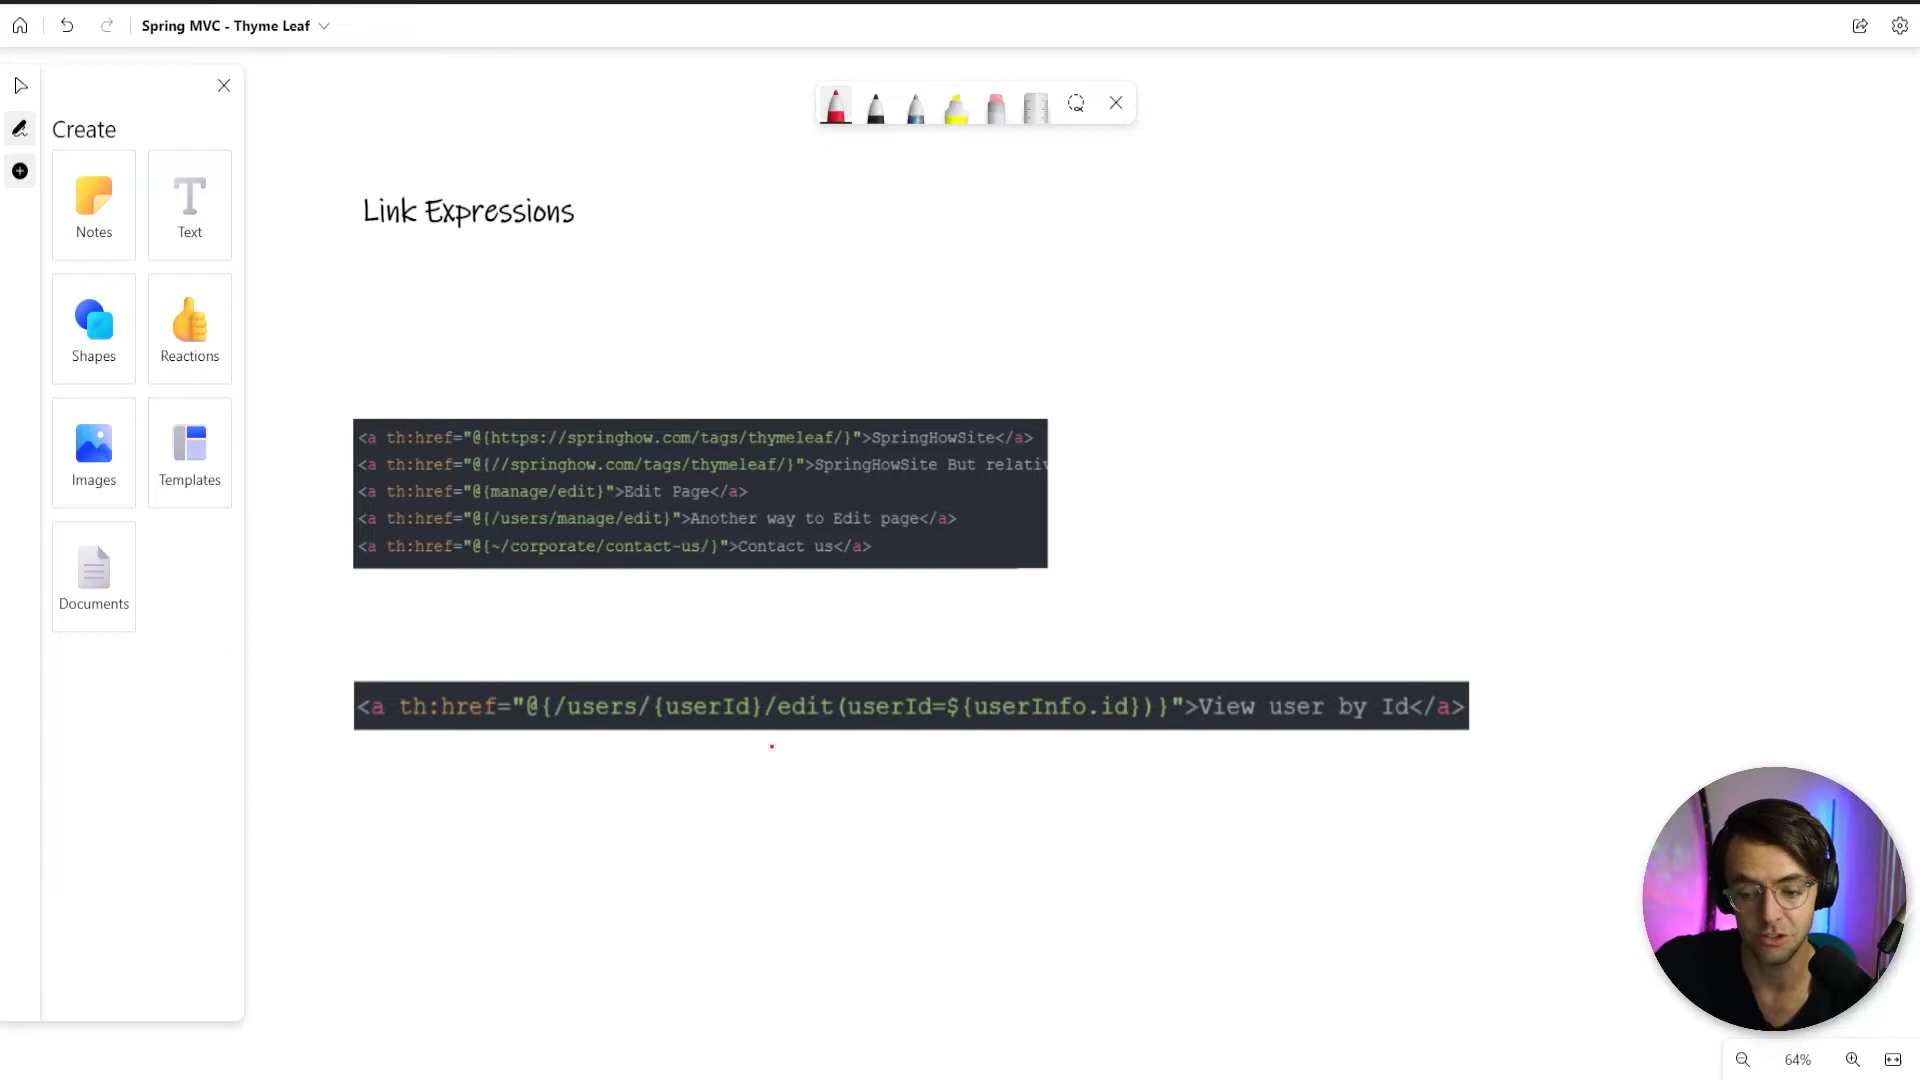 Spring MVC - Thyme Leaf
Create
Notes
Text
Shapes
Reactions
Images
Templates
Documents
Link Expressions
<a th:href="@{https://springhow.com/tags/thymeleaf/}">SpringHowSite</a>
<a th:href="@{//springhow.com/tags/thymeleaf/}">SpringHowSite But relativ
<a th:href="@{manage/edit}">Edit Page</a>
<a th:href="@{/users/manage/edit}">Another way to Edit page</a>
<a th:href="@{~/corporate/contact-us/}">Contact us</a>
<a th:href="@{/users/{userId}/edit(userId=${userInfo.id})}">View user by Id</a>
64%